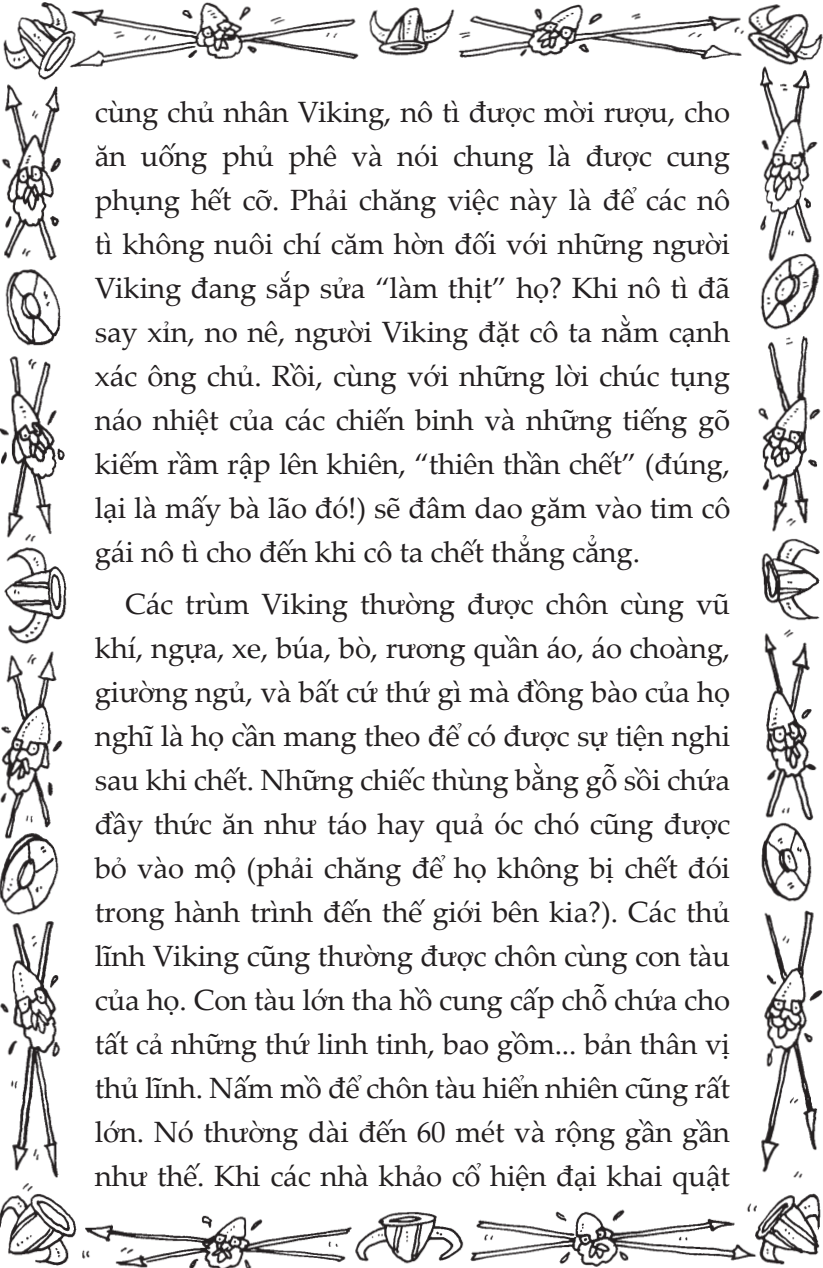 cùng chủ nhân Viking, nô tì được mời rượu, cho
ăn uống phủ phê và nói chung là được cung
phụng hết cỡ. Phải chăng việc này là để các nô
tì không nuôi chí căm hờn đối với những người
Viking đang sắp sửa “làm thịt” họ? Khi nô tì đã
say xỉn, no nê, người Viking đặt cô ta nằm cạnh
xác ông chủ. Rồi, cùng với những lời chúc tụng
náo nhiệt của các chiến binh và những tiếng gõ
kiếm rầm rập lên khiên, “thiên thần chết” (đúng,
lại là mấy bà lão đó!) sẽ đâm dao găm vào tim cô
gái nô tì cho đến khi cô ta chết thẳng cẳng.
Các trùm Viking thường được chôn cùng vũ
khí, ngựa, xe, búa, bò, rương quần áo, áo choàng,
giường ngủ, và bất cứ thứ gì mà đồng bào của họ
nghĩ là họ cần mang theo để có được sự tiện nghi
sau khi chết. Những chiếc thùng bằng gỗ sồi chứa
đầy thức ăn như táo hay quả óc chó cũng được
bỏ vào mộ (phải chăng để họ không bị chết đói
trong hành trình đến thế giới bên kia?). Các thủ
lĩnh Viking cũng thường được chôn cùng con tàu
của họ. Con tàu lớn tha hồ cung cấp chỗ chứa cho
tất cả những thứ linh tinh, bao gồm... bản thân vị
thủ lĩnh. Nấm mồ để chôn tàu hiển nhiên cũng rất
lớn. Nó thường dài đến 60 mét và rộng gần gần
như thế. Khi các nhà khảo cổ hiện đại khai quật